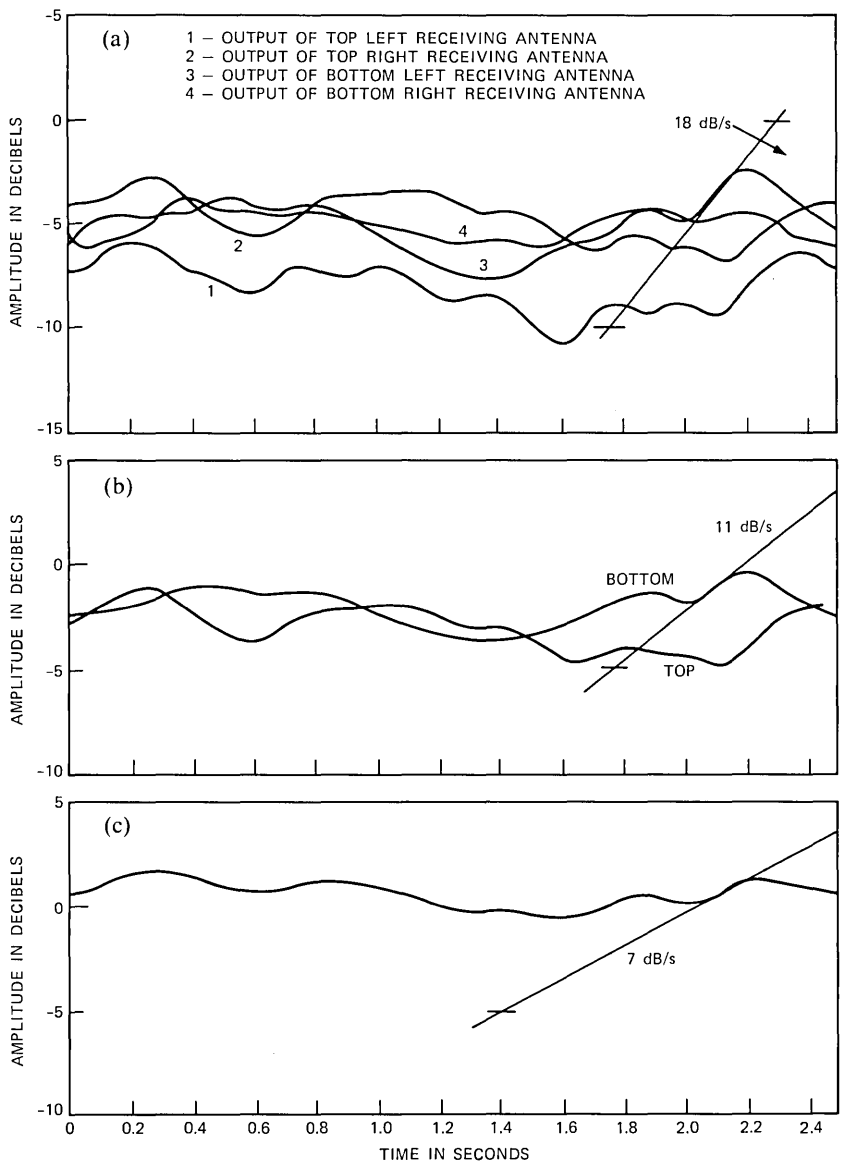 (a)
1 – OUTPUT OF TOP LEFT RECEIVING ANTENNA
2 – OUTPUT OF TOP RIGHT RECEIVING ANTENNA
3 – OUTPUT OF BOTTOM LEFT RECEIVING ANTENNA
4 – OUTPUT OF BOTTOM RIGHT RECEIVING ANTENNA
18 dB/s
1
2
3
4
-5
0
-5
-10
-15
AMPLITUDE IN DECIBELS
(b)
11 dB/s
BOTTOM
TOP
5
0
-5
-10
AMPLITUDE IN DECIBELS
(c)
7 dB/s
5
0
-5
-10
AMPLITUDE IN DECIBELS
0 0.2 0.4 0.6 0.8 1.0 1.2 1.4 1.6 1.8 2.0 2.2 2.4
TIME IN SECONDS